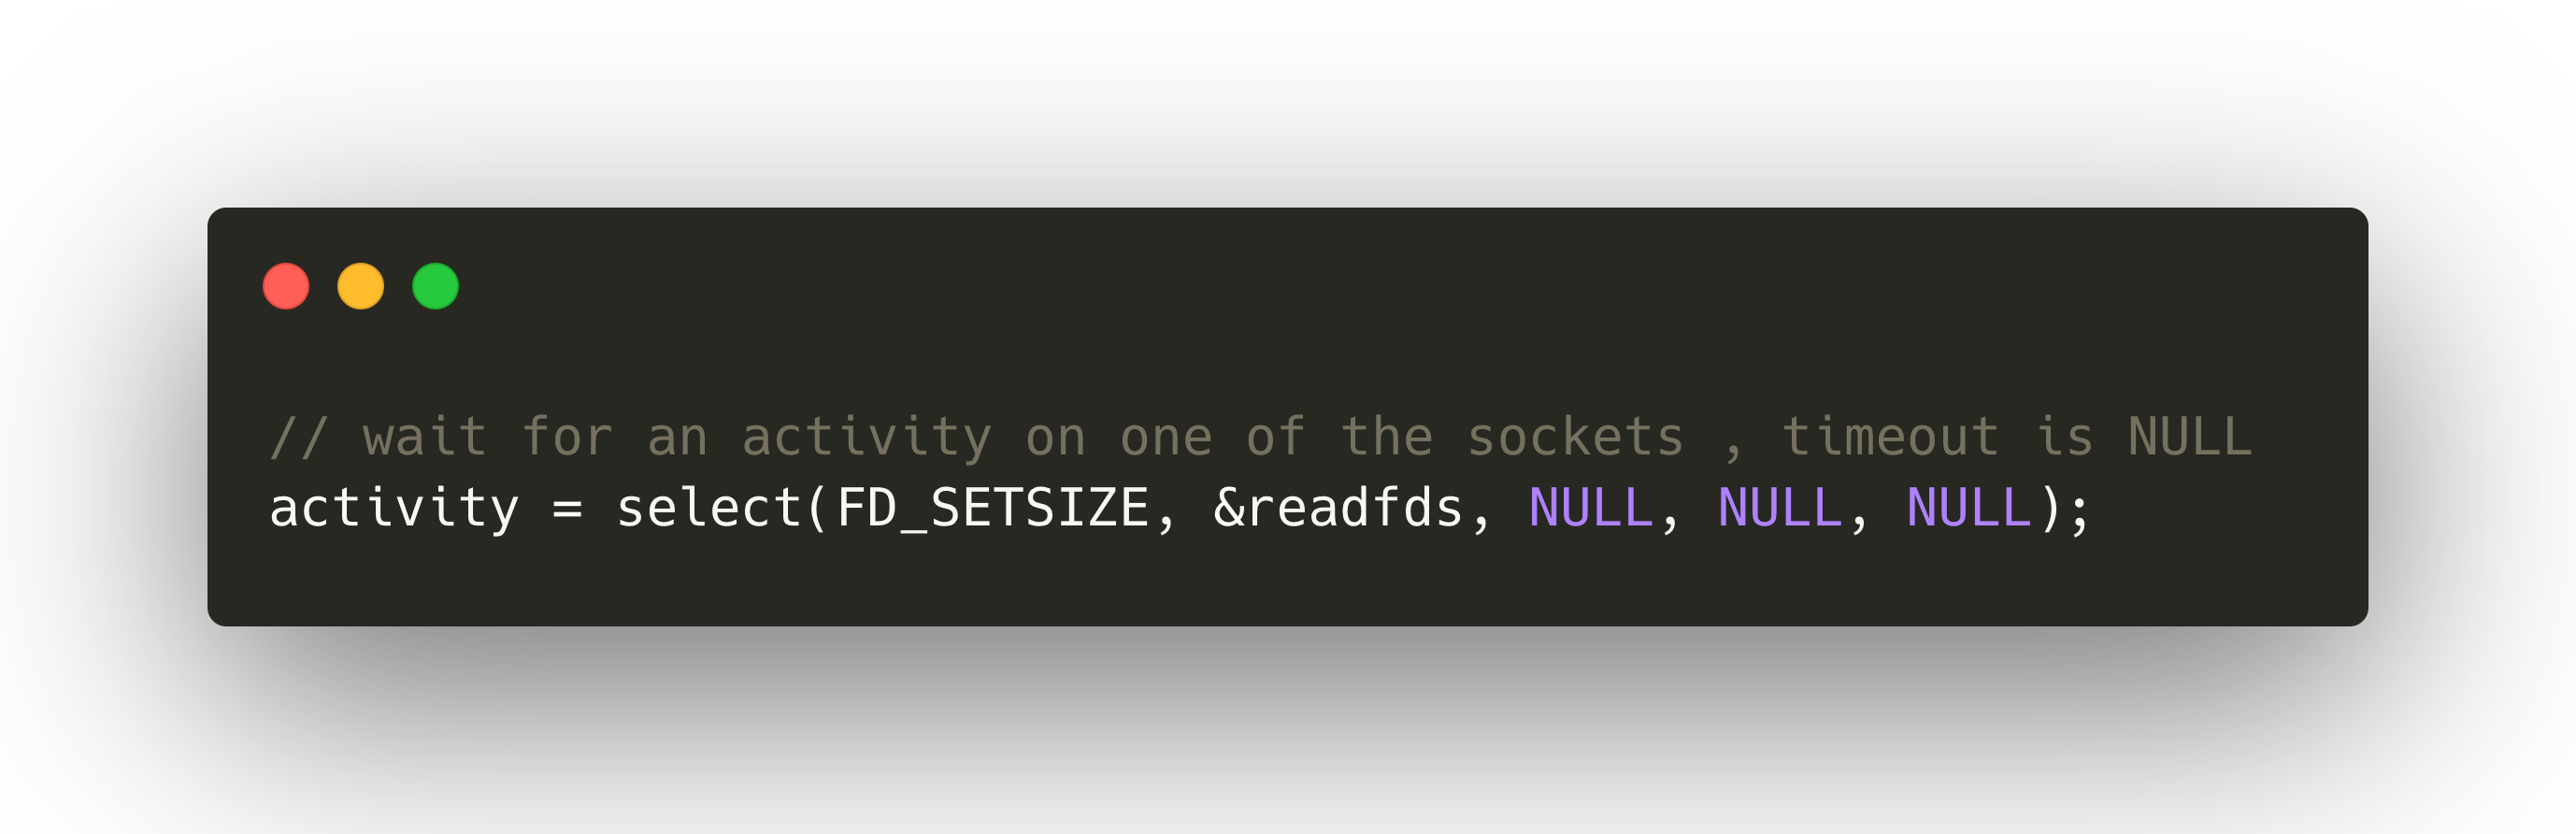 // wait for an activity on one of the sockets , timeout is NULL
activity = select(FD_SETSIZE, &readfds, NULL, NULL, NULL);